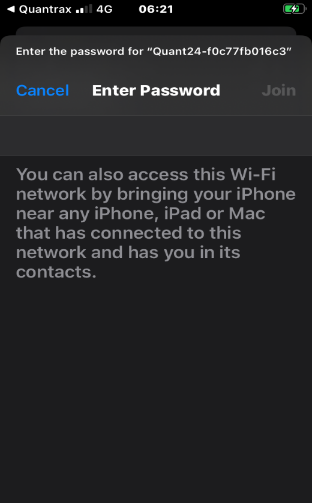 ◀ Quantrax 4G 06:21
Enter the password for “Quant24-f0c77fb016c3”
Cancel Enter Password Join
You can also access this Wi-Fi
network by bringing your iPhone
near any iPhone, iPad or Mac
that has connected to this
network and has you in its
contacts.